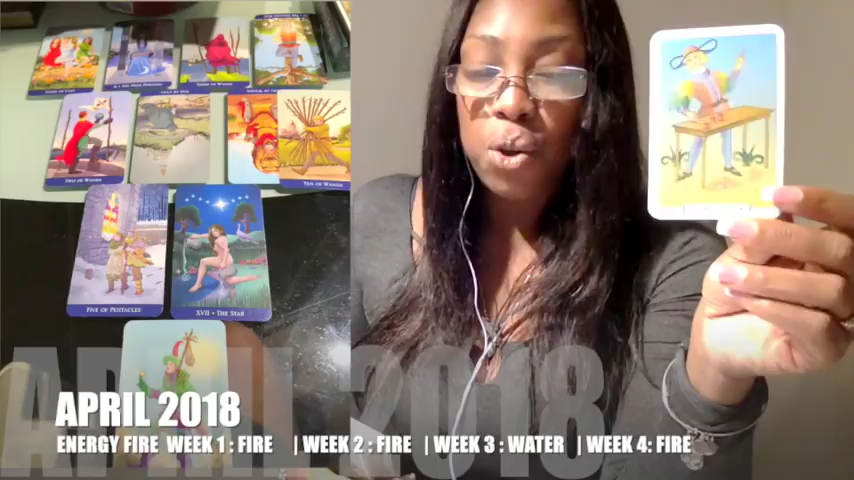 TWO OF WANDS
TEN OF WANDS
FIVE OF PENTACLES
XVII • THE STAR
APRIL 2018
APRIL 2018
ENERGY FIRE WEEK 1 : FIRE | WEEK 2 : FIRE | WEEK 3 : WATER | WEEK 4: FIRE